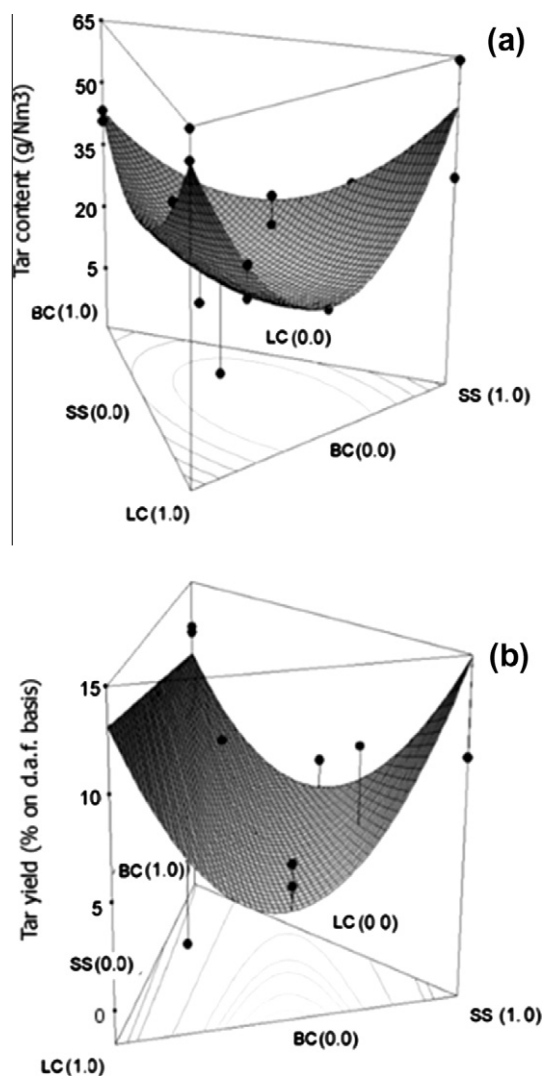 (a)
65
50
35
20
5
Tar content (g/Nm3)
BC(1.0)
LC(0.0)
SS (1.0)
SS(0.0)
BC(0.0)
LC(1.0)
(b)
15
10
5
0
Tar yield (% on d.a.f. basis)
BC(1.0)
LC(0 0)
SS(0.0)
SS (1.0)
BC(0.0)
LC(1.0)